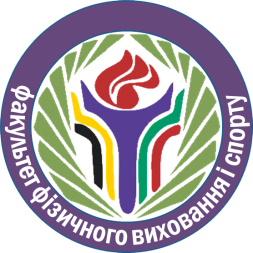 факультет фізичного виховання і спорту